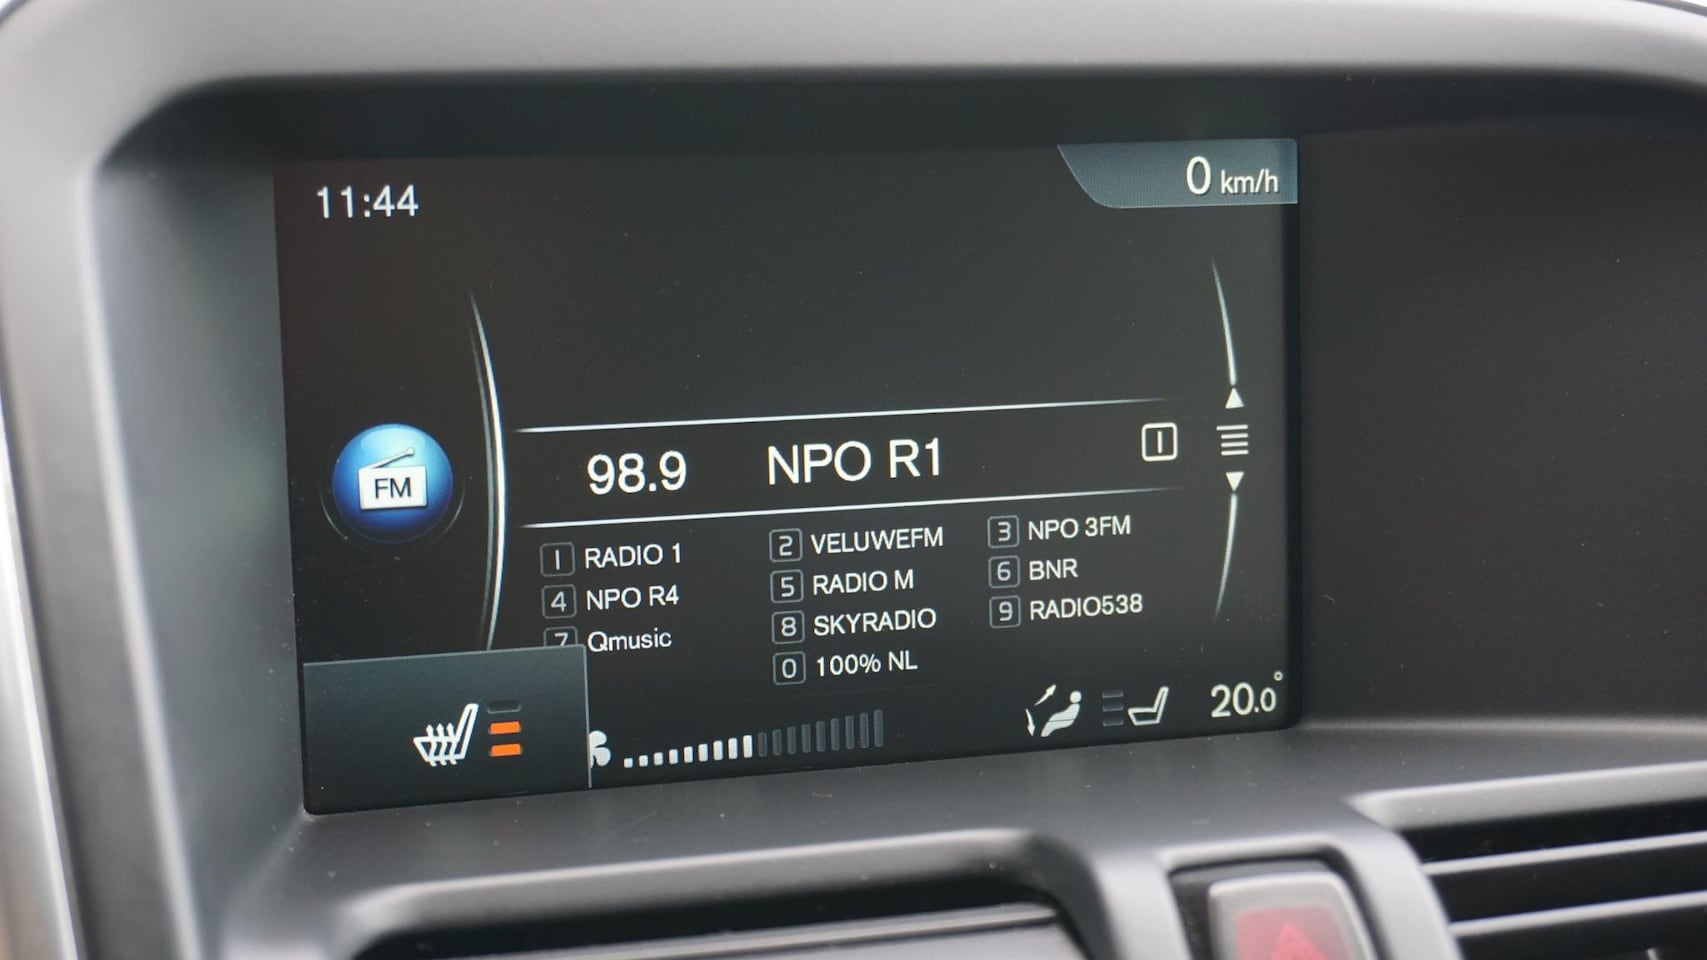 11:44
0 km/h
FM
98.9 NPO R1 1
1 RADIO 1 2 VELUWEFM 3 NPO 3FM
4 NPO R4 5 RADIO M 6 BNR
7 Qmusic 8 SKYRADIO 9 RADIO538
0 100% NL
20.0°